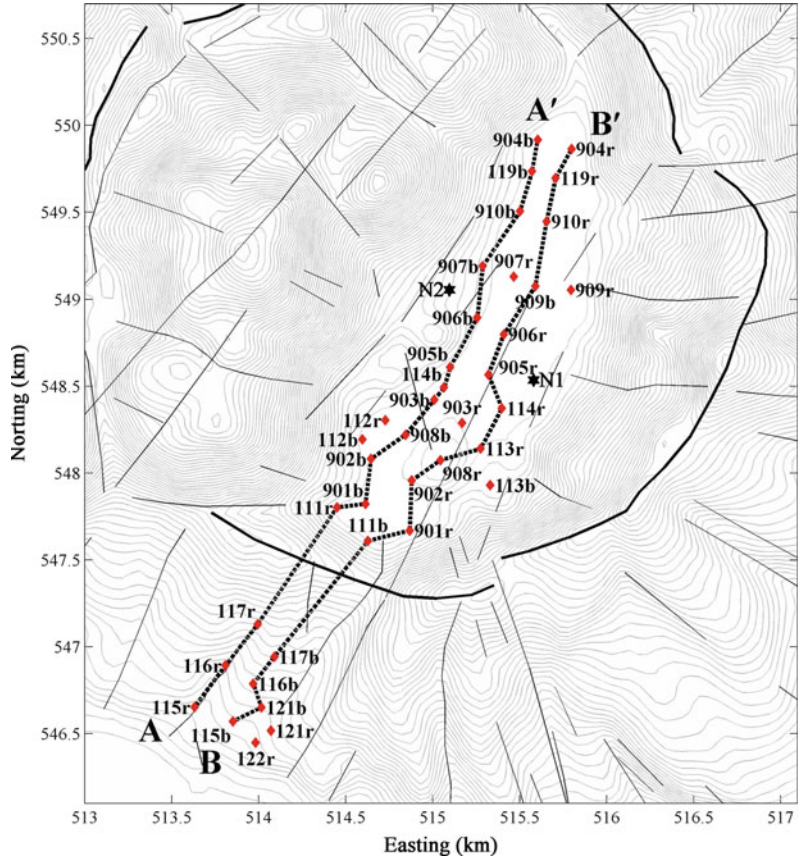 550.5
550
549.5
549
548.5
548
547.5
547
546.5
Norting (km)
513
513.5
514
514.5
515
515.5
516
516.5
517
Easting (km)
A′
B′
904b
904r
119b
119r
910b
910r
907r
907b
N2
909b
909r
906b
906r
905b
905r
114b
N1
903b
903r
114r
112r
112b
908b
113r
902b
908r
902r
113b
901b
111r
111b
901r
117r
117b
116r
116b
115r
121b
A
115b
121r
B
122r